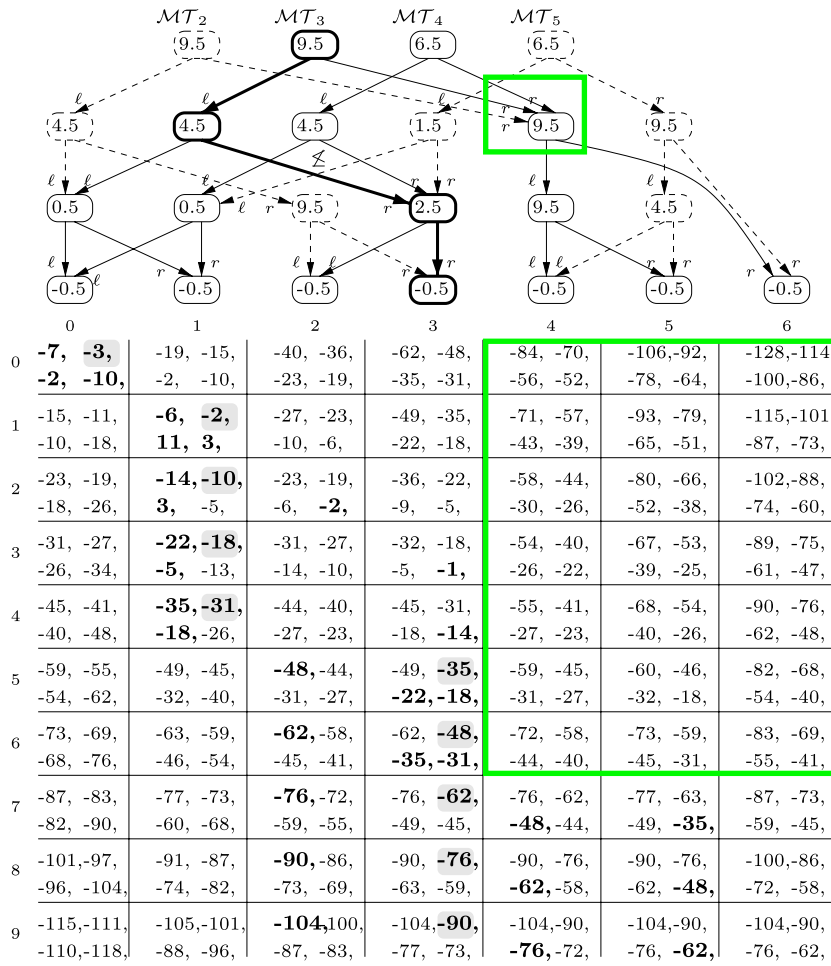 MT2 MT3 MT4 MT5
9.5 9.5 6.5 6.5
ℓ ℓ ℓ r r ℓ r
r
r
4.5 4.5 4.5 1.5 9.5 9.5
≰
ℓ ℓ ℓ r r r ℓ ℓ
0.5 0.5 r ℓ 9.5 r 2.5 9.5 4.5
ℓ ℓ r r ℓ ℓ r r ℓ ℓ r r r r
-0.5 -0.5 -0.5 -0.5 -0.5 -0.5 -0.5
0 1 2 3 4 5 6
0 -7, -3, -19, -15, -40, -36, -62, -48, -84, -70, -106,-92, -128,-114
-2, -10, -2, -10, -23, -19, -35, -31, -56, -52, -78, -64, -100,-86,
1 -15, -11, -6, -2, -27, -23, -49, -35, -71, -57, -93, -79, -115,-101
-10, -18, 11, 3, -10, -6, -22, -18, -43, -39, -65, -51, -87, -73,
2 -23, -19, -14, -10, -23, -19, -36, -22, -58, -44, -80, -66, -102,-88,
-18, -26, 3, -5, -6, -2, -9, -5, -30, -26, -52, -38, -74, -60,
3 -31, -27, -22, -18, -31, -27, -32, -18, -54, -40, -67, -53, -89, -75,
-26, -34, -5, -13, -14, -10, -5, -1, -26, -22, -39, -25, -61, -47,
4 -45, -41, -35, -31, -44, -40, -45, -31, -55, -41, -68, -54, -90, -76,
-40, -48, -18, -26, -27, -23, -18, -14, -27, -23, -40, -26, -62, -48,
5 -59, -55, -49, -45, -48, -44, -49, -35, -59, -45, -60, -46, -82, -68,
-54, -62, -32, -40, -31, -27, -22, -18, -31, -27, -32, -18, -54, -40,
6 -73, -69, -63, -59, -62, -58, -62, -48, -72, -58, -73, -59, -83, -69,
-68, -76, -46, -54, -45, -41, -35, -31, -44, -40, -45, -31, -55, -41,
7 -87, -83, -77, -73, -76, -72, -76, -62, -76, -62, -77, -63, -87, -73,
-82, -90, -60, -68, -59, -55, -49, -45, -48, -44, -49, -35, -59, -45,
8 -101,-97, -91, -87, -90, -86, -90, -76, -90, -76, -90, -76, -100,-86,
-96, -104, -74, -82, -73, -69, -63, -59, -62, -58, -62, -48, -72, -58,
9 -115,-111, -105,-101, -104,100, -104,-90, -104,-90, -104,-90, -104,-90,
-110,-118, -88, -96, -87, -83, -77, -73, -76, -72, -76, -62, -76, -62,